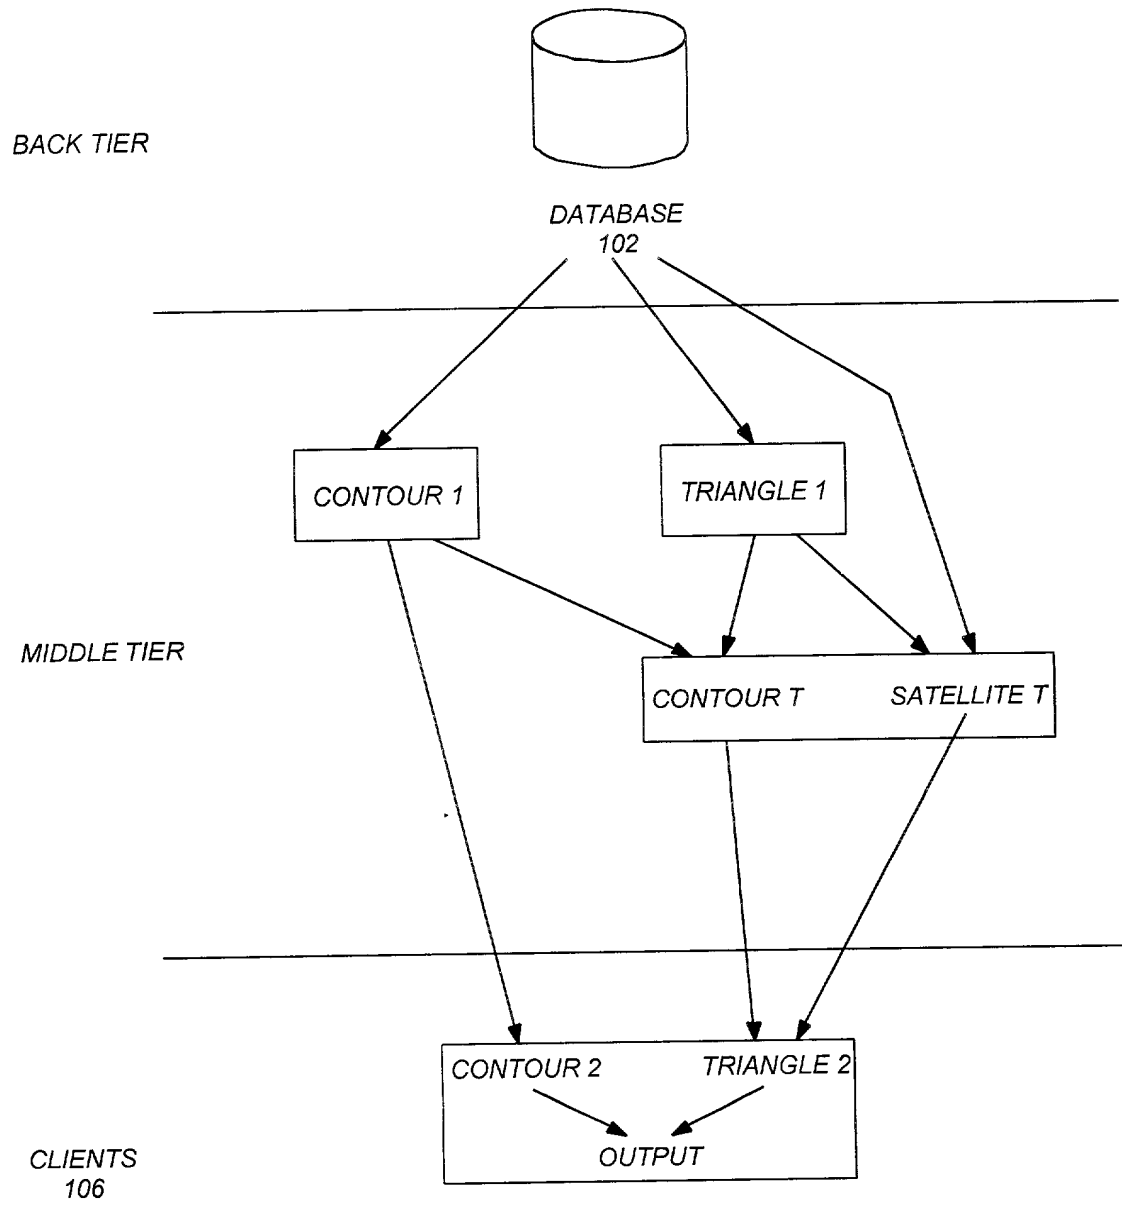 BACK TIER
DATABASE
102
CONTOUR 1
TRIANGLE 1
MIDDLE TIER
CONTOUR T
SATELLITE T
CONTOUR 2
TRIANGLE 2
OUTPUT
CLIENTS
106